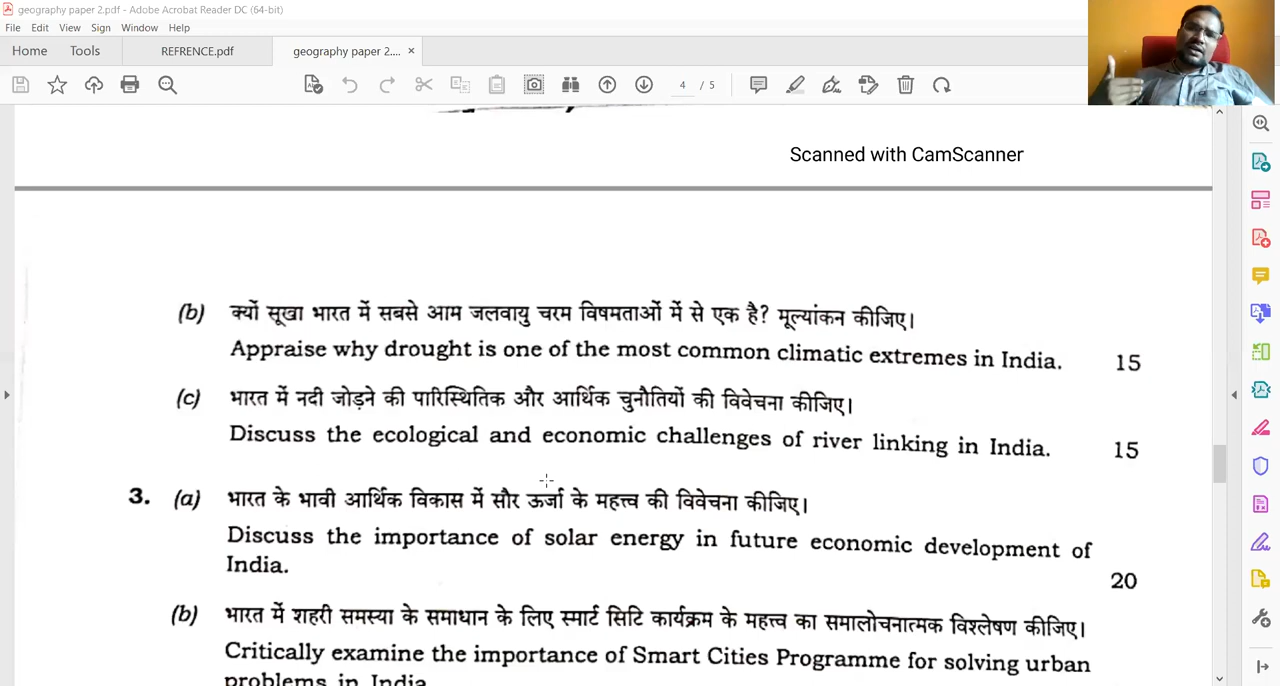 geography paper 2.pdf - Adobe Acrobat Reader DC (64-bit)
File Edit View Sign Window Help
Home Tools REFRENCE.pdf geography paper 2.... ×
4 / 5
Scanned with CamScanner
(b) क्यों सूखा भारत में सबसे आम जलवायु चरम विषमताओं में से एक है? मूल्यांकन कीजिए।
Appraise why drought is one of the most common climatic extremes in India. 15
(c) भारत में नदी जोड़ने की पारिस्थितिक और आर्थिक चुनौतियों की विवेचना कीजिए।
Discuss the ecological and economic challenges of river linking in India. 15
3. (a) भारत के भावी आर्थिक विकास में सौर ऊर्जा के महत्त्व की विवेचना कीजिए।
Discuss the importance of solar energy in future economic development of
India. 20
(b) भारत में शहरी समस्या के समाधान के लिए स्मार्ट सिटि कार्यक्रम के महत्त्व का समालोचनात्मक विश्लेषण कीजिए।
Critically examine the importance of Smart Cities Programme for solving urban
problems in India